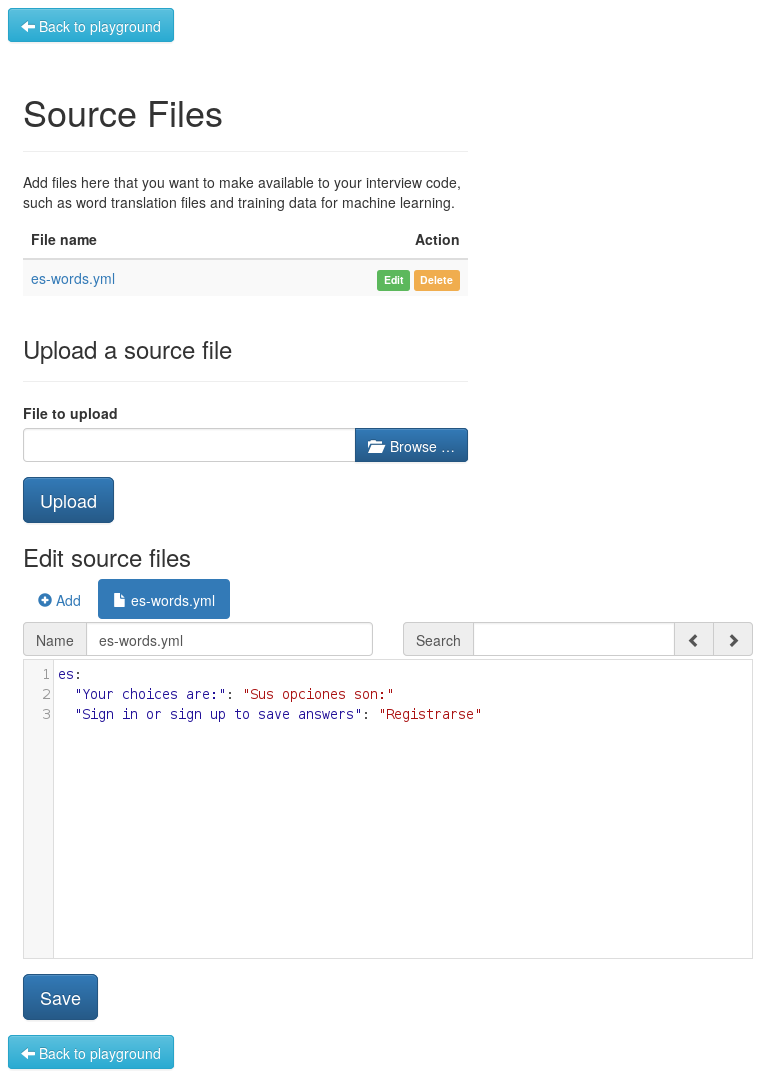 Back to playground
Source Files
Add files here that you want to make available to your interview code,
such as word translation files and training data for machine learning.
File name Action
es-words.yml Edit Delete
Upload a source file
File to upload
Browse …
Upload
Edit source files
Add es-words.yml
Name es-words.yml Search
1 es:
2 "Your choices are:": "Sus opciones son:"
3 "Sign in or sign up to save answers": "Registrarse"
Save
Back to playground